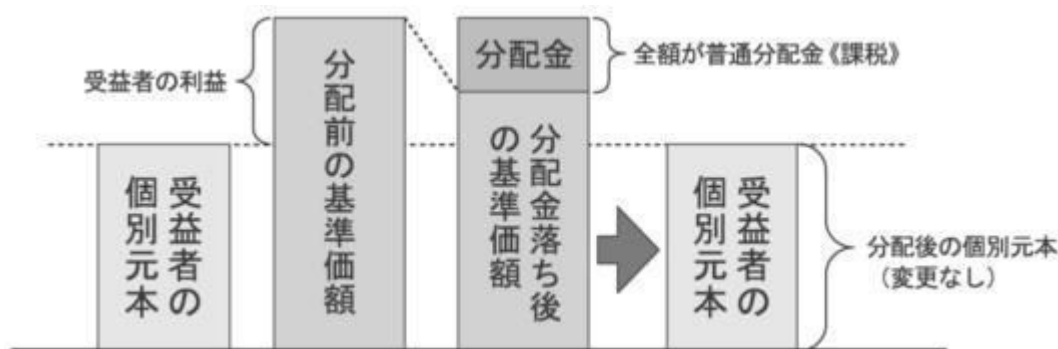 受益者の利益
受益者の
個別元本
分配前の基準価額
分配金
全額が普通分配金《課税》
分配金落ち後
の基準価額
受益者の
個別元本
分配後の個別元本
（変更なし）